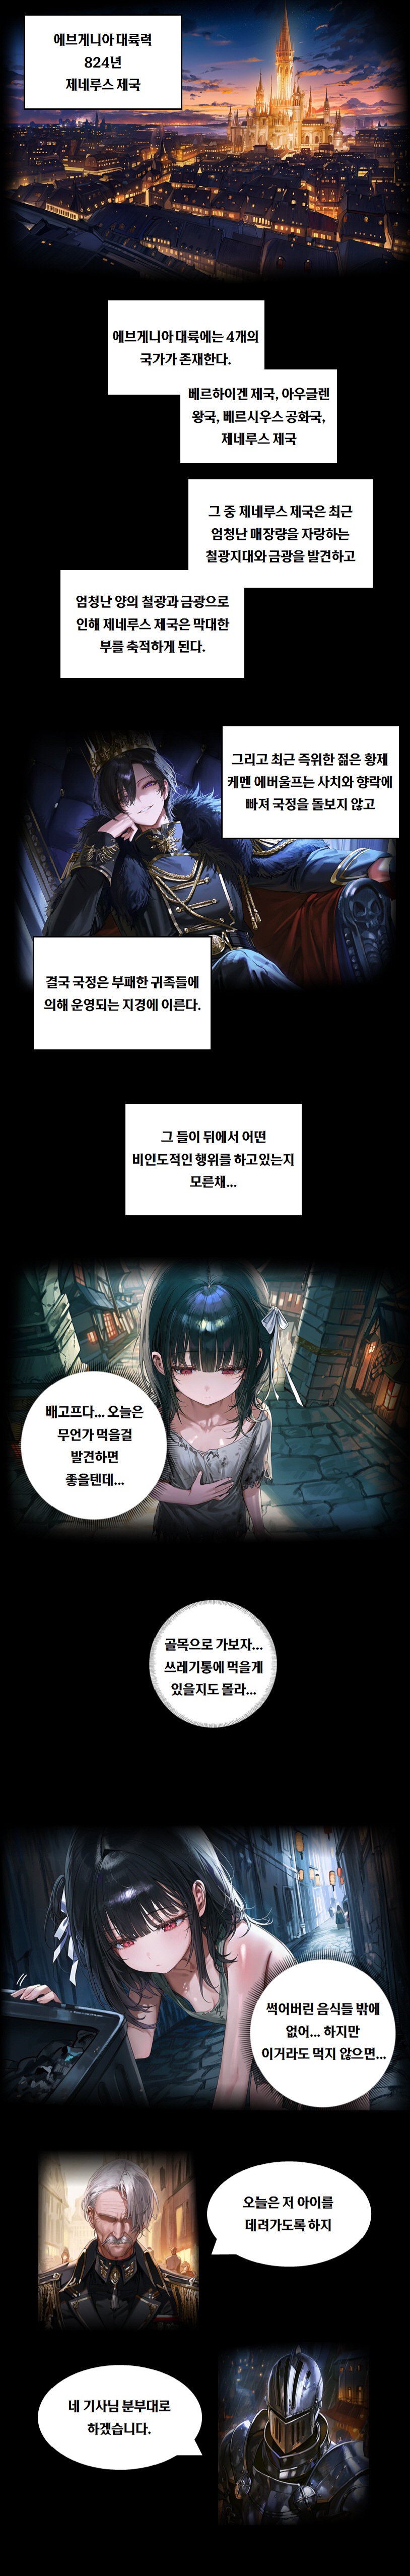 에브게니아 대륙력
824년
제네루스 제국
에브게니아 대륙에는 4개의
국가가 존재한다.
베르하이겐 제국, 아우글렌
왕국, 베르시우스 공화국,
제네루스 제국
그 중 제네루스 제국은 최근
엄청난 매장량을 자랑하는
철광지대와 금광을 발견하고
엄청난 양의 철광과 금광으로
인해 제네루스 제국은 막대한
부를 축적하게 된다.
그리고 최근 즉위한 젊은 황제
케멘 에버울프는 사치와 향락에
빠져 국정을 돌보지 않고
결국 국정은 부패한 귀족들에
의해 운영되는 지경에 이른다.
그 들이 뒤에서 어떤
비인도적인 행위를 하고있는지
모른채...
배고프다... 오늘은
무언가 먹을걸
발견하면
좋을텐데...
골목으로 가보자...
쓰레기통에 먹을게
있을지도 몰라...
썩어버린 음식들 밖에
없어... 하지만
이거라도 먹지 않으면...
오늘은 저 아이를
데려가도록 하지
네 기사님 분부대로
하겠습니다.